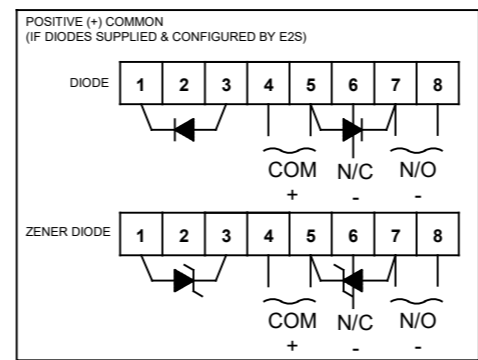 POSITIVE (+) COMMON
(IF DIODES SUPPLIED & CONFIGURED BY E2S)
DIODE 1 2 3 4 5 6 7 8
COM N/C N/O
+ - -
ZENER DIODE 1 2 3 4 5 6 7 8
COM N/C N/O
+ - -